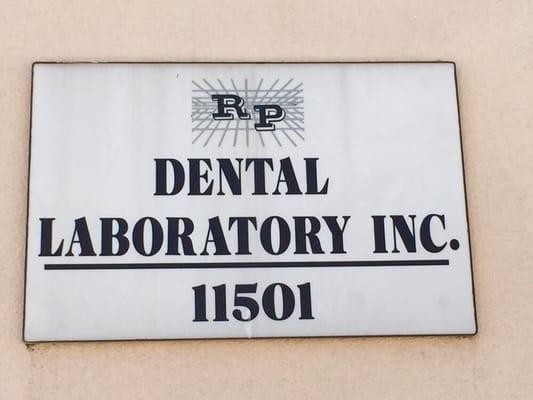 RP
DENTAL
LABORATORY INC.
11501